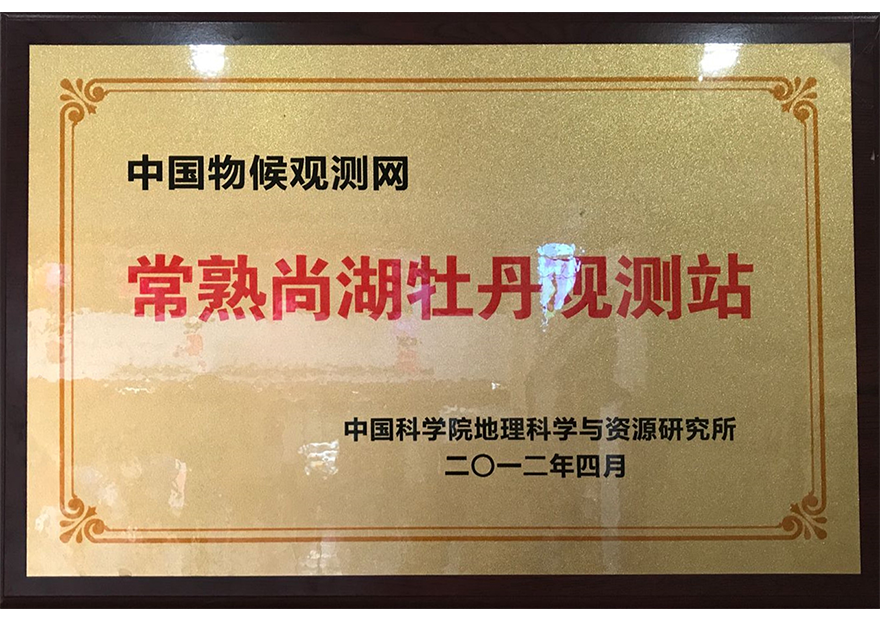 中国物候观测网
常熟尚湖牡丹观测站
中国科学院地理科学与资源研究所
二〇一二年四月